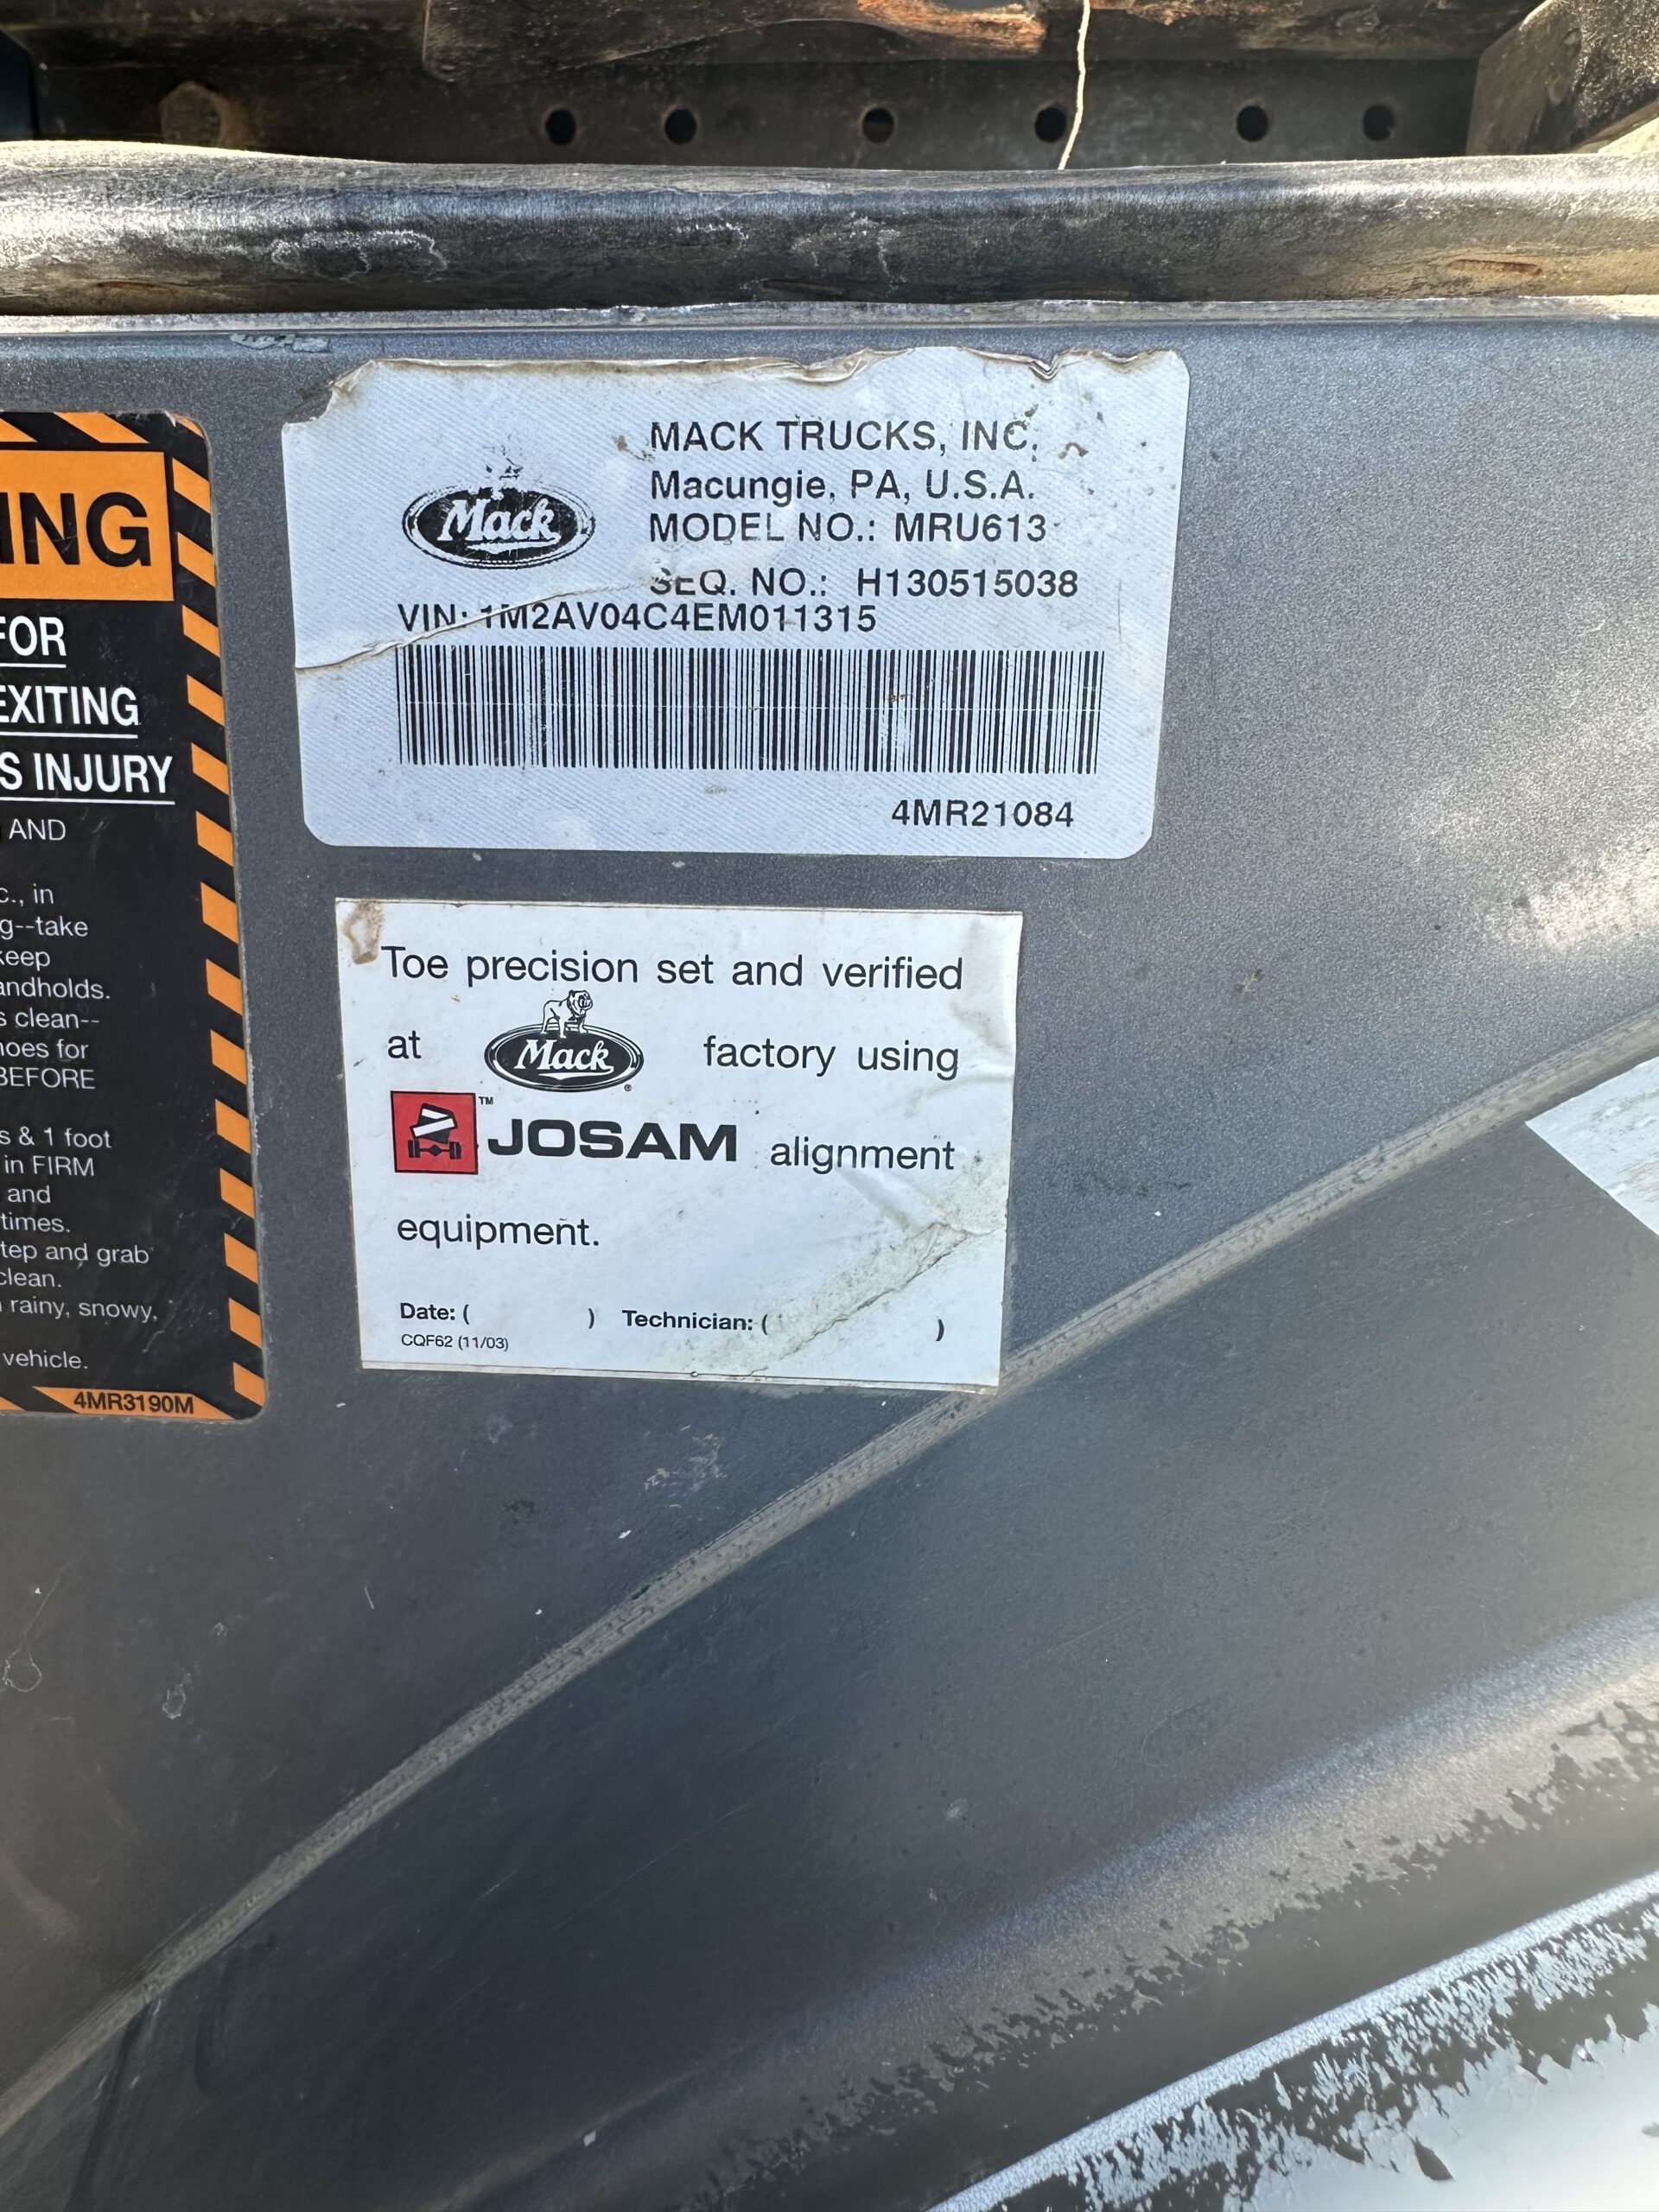 ING
FOR
EXITING
S INJURY
AND
c., in
g--take
keep
andholds.
s clean--
hoes for
BEFORE
s & 1 foot
in FIRM
and
times.
tep and grab
clean.
rainy, snowy,
vehicle.
4MR3190M
MACK TRUCKS, INC.
Macungie, PA, U.S.A.
Mack
MODEL NO.: MRU613
SEQ. NO.: H130515038
VIN: 1M2AV04C4EM011315
4MR21084
Toe precision set and verified
at Mack® factory using
™ JOSAM alignment
equipment.
Date: ( ) Technician: ( )
CQF62 (11/03)